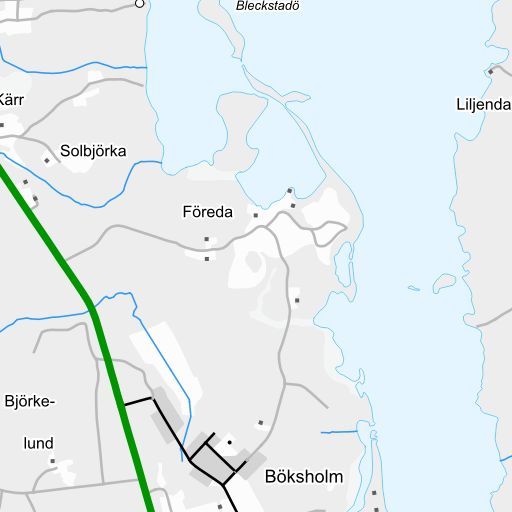 Bleckstadö
Kärr
Liljenda
Solbjörka
Föreda
Björke-
lund
Böksholm